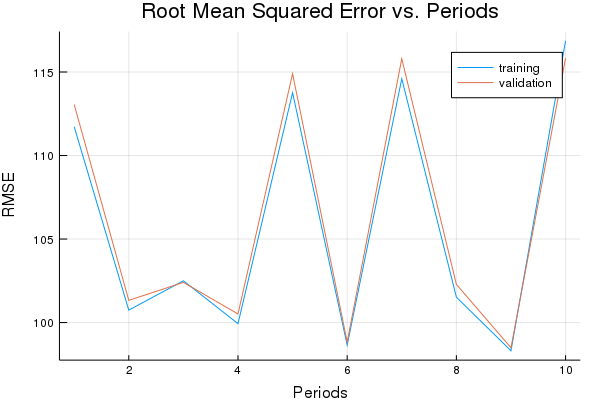 Root Mean Squared Error vs. Periods
training
validation
115
110
105
100
RMSE
2 4 6 8 10
Periods